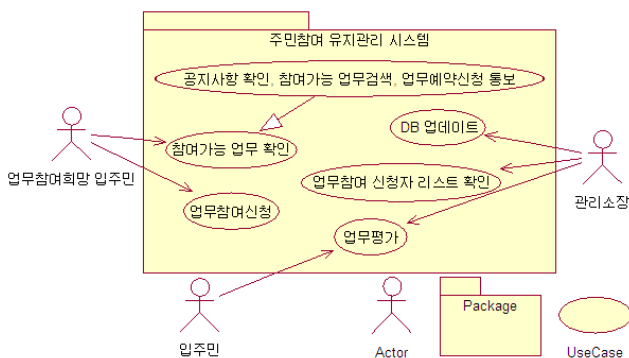 주민참여 유지관리 시스템
공지사항 확인, 참여가능 업무검색, 업무예약신청 통보
DB 업데이트
참여가능 업무 확인
업무참여희망 입주민
업무참여 신청자 리스트 확인
관리소장
업무참여신청
업무평가
입주민
Actor
Package
UseCase